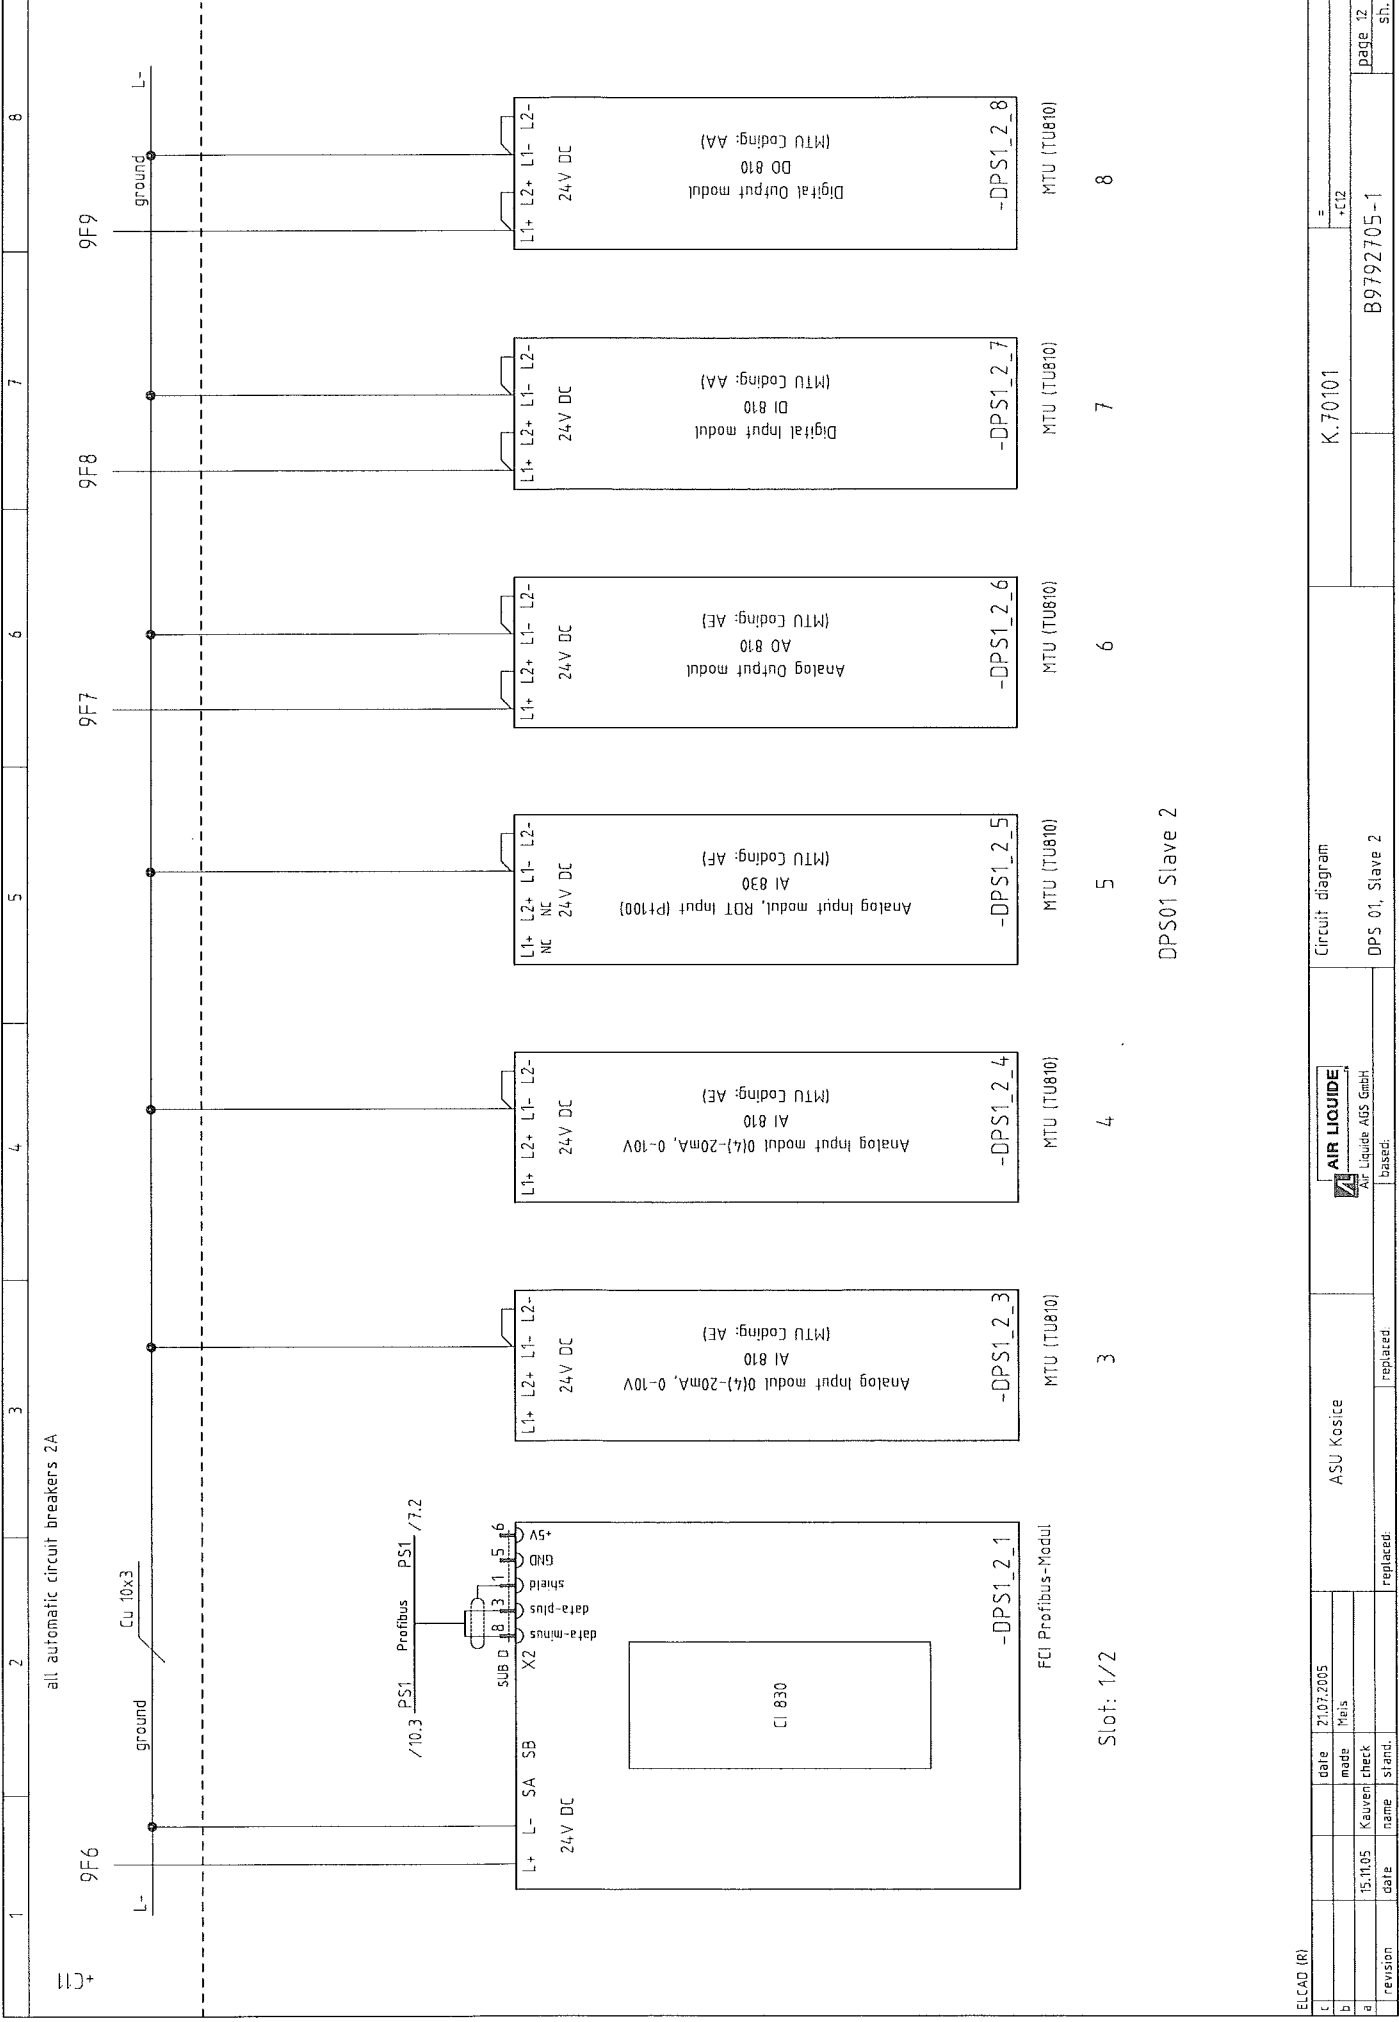 1 2 3 4 5 6 7 8
+C11
all automatic circuit breakers 2A
9F6 9F7 9F8 9F9
L- ground Cu 10x3 ground L-
/10.3 PS1 Profibus PS1 /7.2
SUB D 8 3 1 5 6
L+ L- SA SB X2 data-minus data-plus shield GND +5V
24V DC
CI 830
-DPS1_2_1
FCI Profibus-Modul
Slot: 1/2
L1+ L2+ L1- L2-
24V DC
Analog Input modul 0(4)-20mA, 0-10V
AI 810
(MTU Coding: AE)
-DPS1_2_3
MTU (TU810)
3
L1+ L2+ L1- L2-
24V DC
Analog Input modul 0(4)-20mA, 0-10V
AI 810
(MTU Coding: AE)
-DPS1_2_4
MTU (TU810)
4
L1+ L2+ L1- L2-
NC NC
24V DC
Analog Input modul, RDT Input (Pt100)
AI 830
(MTU Coding: AF)
-DPS1_2_5
MTU (TU810)
5
L1+ L2+ L1- L2-
24V DC
Analog Output modul
AO 810
(MTU Coding: AE)
-DPS1_2_6
MTU (TU810)
6
L1+ L2+ L1- L2-
24V DC
Digital Input modul
DI 810
(MTU Coding: AA)
-DPS1_2_7
MTU (TU810)
7
L1+ L2+ L1- L2-
24V DC
Digital Output modul
DO 810
(MTU Coding: AA)
-DPS1_2_8
MTU (TU810)
8
DPS01 Slave 2
ELCAD (R)
c date 21.07.2005
b made Meis
a 15.11.05 Kauven check
revision date name stand.
ASU Kosice
replaced: replaced:
AIR LIQUIDE
Air Liquide AGS GmbH
based:
Circuit diagram
DPS 01, Slave 2
K.70101
=
+C12
B9792705-1
page 12
sh.